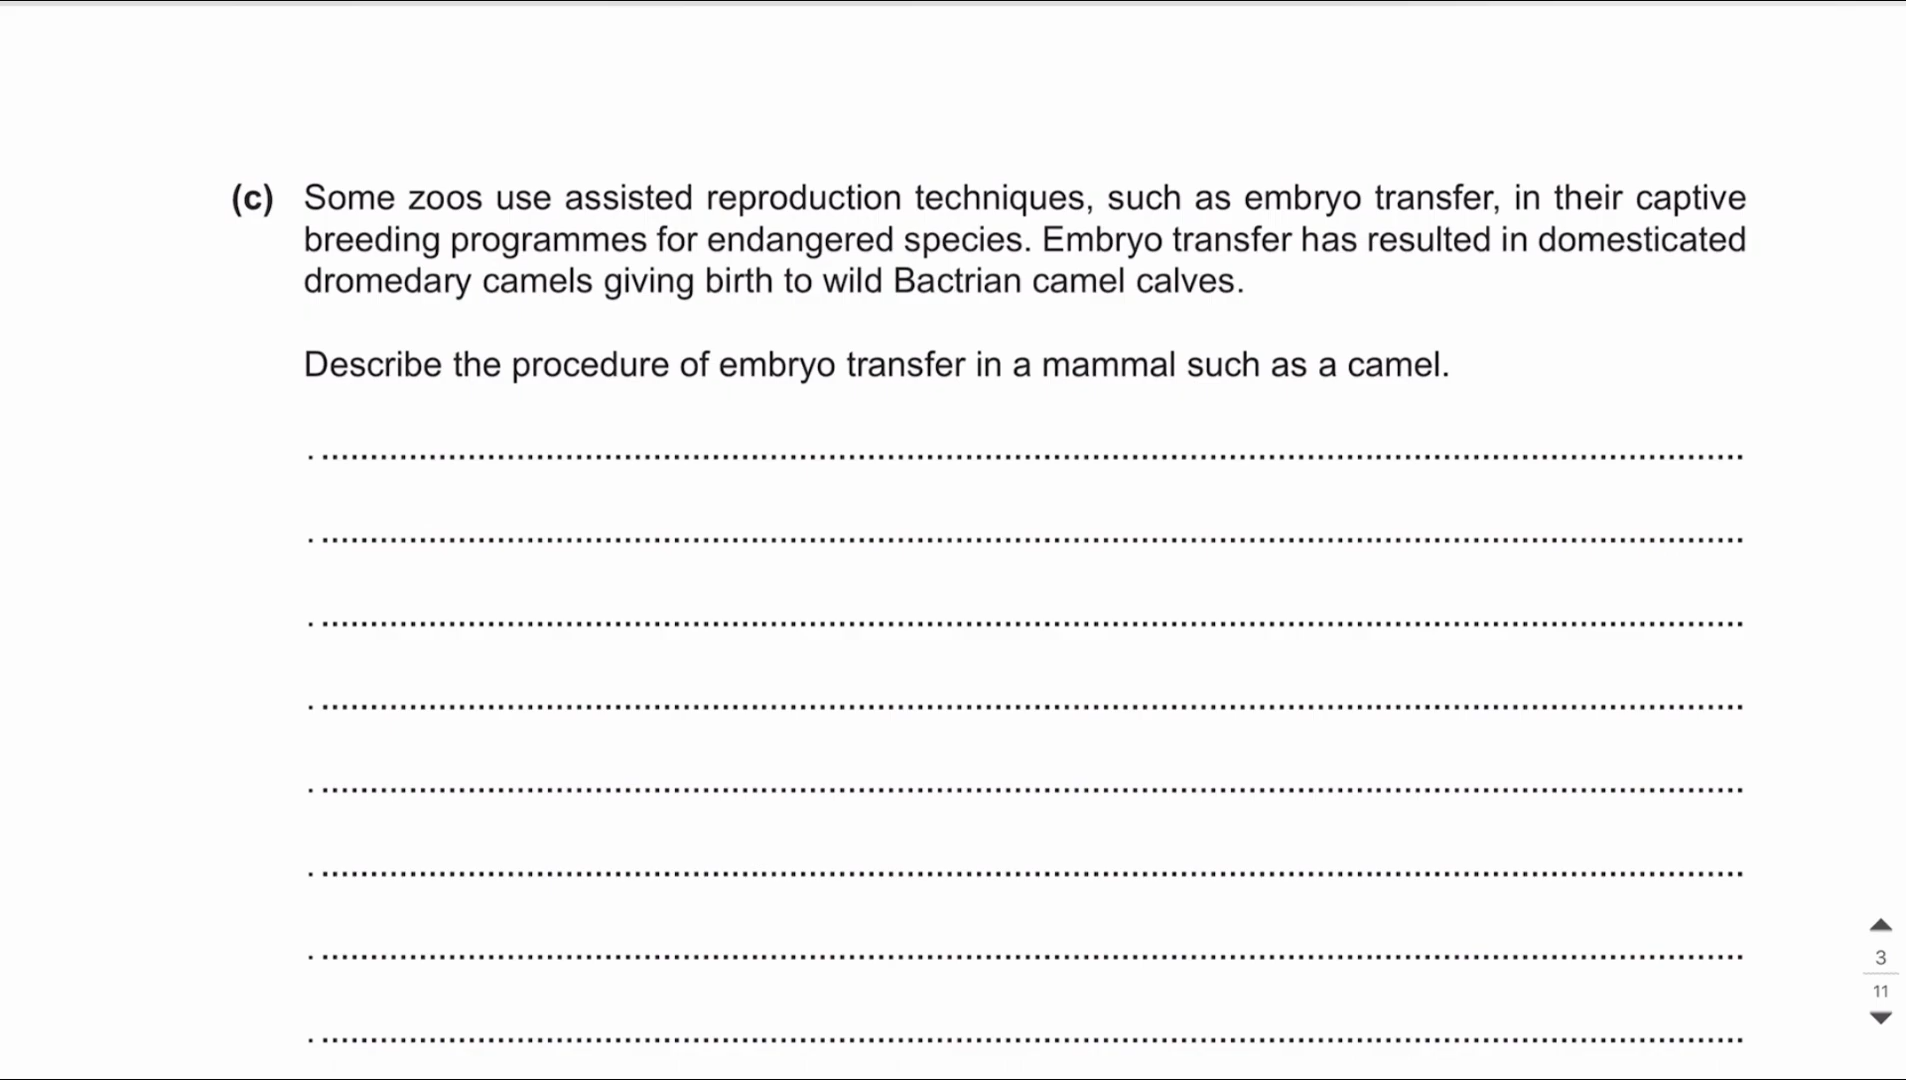 (c) Some zoos use assisted reproduction techniques, such as embryo transfer, in their captive
breeding programmes for endangered species. Embryo transfer has resulted in domesticated
dromedary camels giving birth to wild Bactrian camel calves.
Describe the procedure of embryo transfer in a mammal such as a camel.
3
11